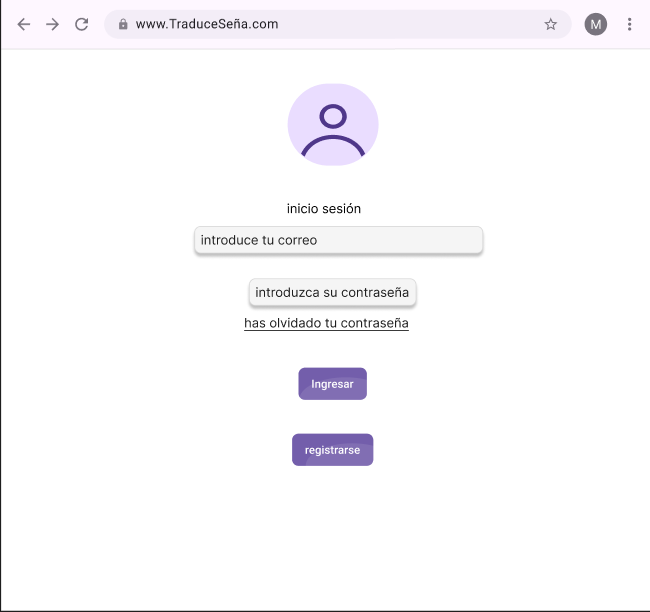 www.TraduceSeña.com
M
inicio sesión
introduce tu correo
introduzca su contraseña
has olvidado tu contraseña
Ingresar
registrarse